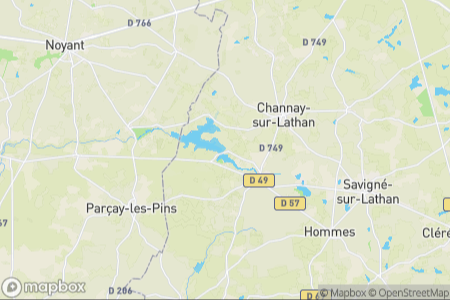 D 766
Noyant
D 749
Channay-
sur-Lathan
D 749
D 49
D 57
Savigné-
sur-Lathan
57
Parçay-les-Pins
Hommes
D 206
mapbox
© Mapbox © OpenStreetMap